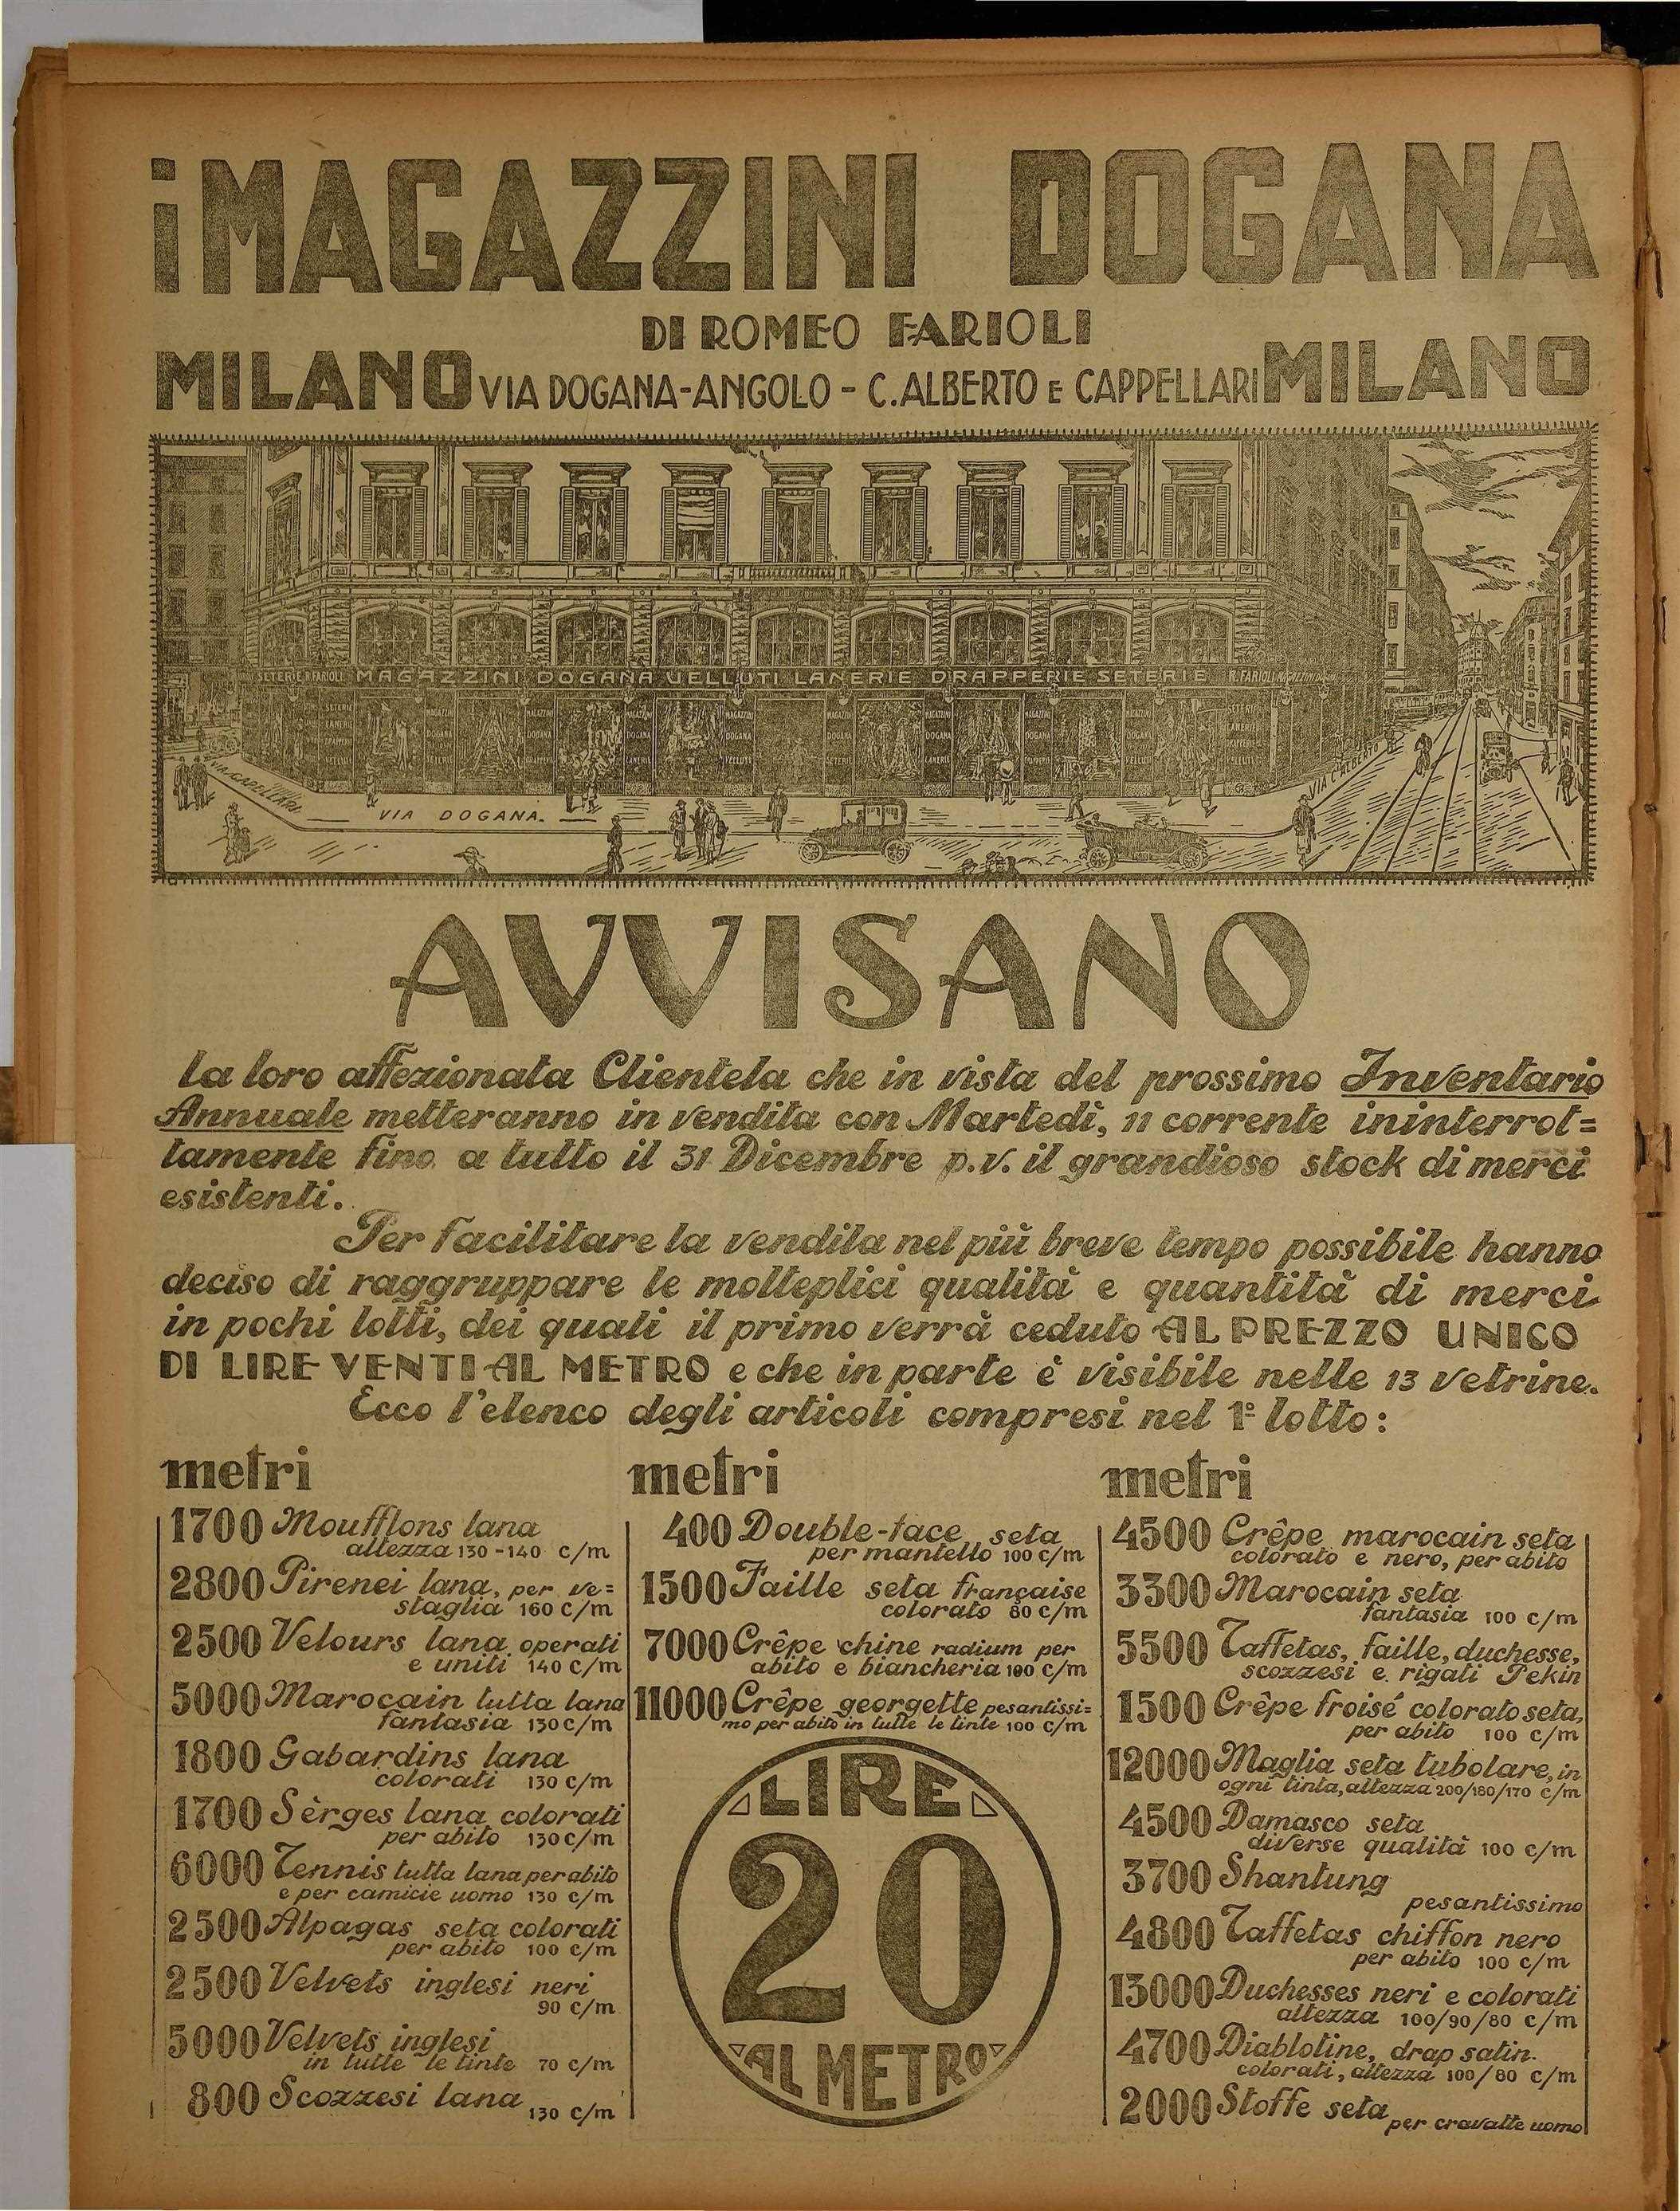 i MAGAZZINI DOGANA
DI ROMEO FARIOLI
MILANO VIA DOGANA-ANGOLO - C. ALBERTO E CAPPELLARI MILANO
SETERIE R. FARIOLI MAGAZZINI DOGANA VELLUTI LANERIE DRAPPERIE SETERIE R. FARIOLI
VIA CAPPELLARI
VIA DOGANA.
VIA C. ALBERTO
AVVISANO
la loro affezionata Clientela che in vista del prossimo Inventario
Annuale metteranno in vendita con Martedì, 11 corrente ininterrot=
tamente fino a tutto il 31 Dicembre p.v. il grandioso stock di merci
esistenti.
Per facilitare la vendita nel più breve tempo possibile hanno
deciso di raggruppare le molteplici qualità e quantità di merci
in pochi lotti, dei quali il primo verrà ceduto AL PREZZO UNICO
DI LIRE VENTI AL METRO e che in parte è visibile nelle 13 vetrine.
Ecco l'elenco degli articoli compresi nel 1º lotto:
metri
1700 Moufflons lana
altezza 130-140 c/m
2800 Pirenei lana, per ve=
staglia 160 c/m
2500 Velours lana operati
e uniti 140 c/m
5000 Marocain tutta lana
fantasia 130 c/m
1800 Gabardins lana
colorati 130 c/m
1700 Sèrges lana colorati
per abito 130 c/m
6000 Tennis tutta lana per abito
e per camicie uomo 130 c/m
2500 Alpagas seta colorati
per abito 100 c/m
2500 Velvets inglesi neri
90 c/m
5000 Velvets inglesi
in tutte le tinte 70 c/m
800 Scozzesi lana
130 c/m
metri
400 Double-face seta
per mantello 100 c/m
1500 Faille seta française
colorato 80 c/m
7000 Crêpe chine radium per
abito e biancheria 100 c/m
11000 Crêpe georgette pesantissi=
mo per abito in tutte le tinte 100 c/m
LIRE
20
AL METRO
metri
4500 Crêpe marocain seta
colorato e nero, per abito
3300 Marocain seta
fantasia 100 c/m
5500 Taffetas, faille, duchesse,
scozzesi e rigati Pekin
1500 Crêpe froisé colorato seta,
per abito 100 c/m
12000 Maglia seta tubolare, in
ogni tinta, altezza 200/180/170 c/m
4500 Damasco seta
diverse qualità 100 c/m
3700 Shantung
pesantissimo
4800 Taffetas chiffon nero
per abito 100 c/m
13000 Duchesses neri e colorati
altezza 100/90/80 c/m
4700 Diablotine, drap satin.
colorati, altezza 100/80 c/m
2000 Stoffe seta
per cravatte uomo